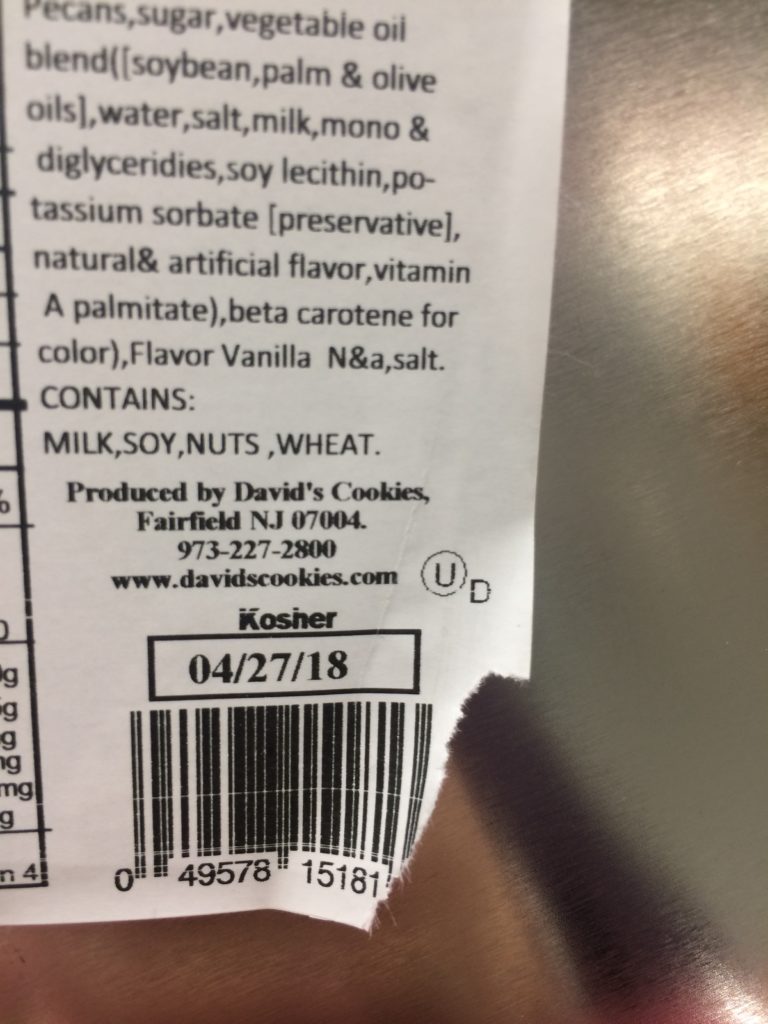 Pecans,sugar,vegetable oil
blend([soybean,palm & olive
oils],water,salt,milk,mono &
diglyceridies,soy lecithin,po-
tassium sorbate [preservative],
natural& artificial flavor,vitamin
A palmitate),beta carotene for
color),Flavor Vanilla N&a,salt.
CONTAINS:
MILK,SOY,NUTS ,WHEAT.
Produced by David's Cookies,
Fairfield NJ 07004.
973-227-2800
www.davidscookies.com
U D
Kosher
04/27/18
0 49578 15181
%
g
g
g
mg
g
n 4